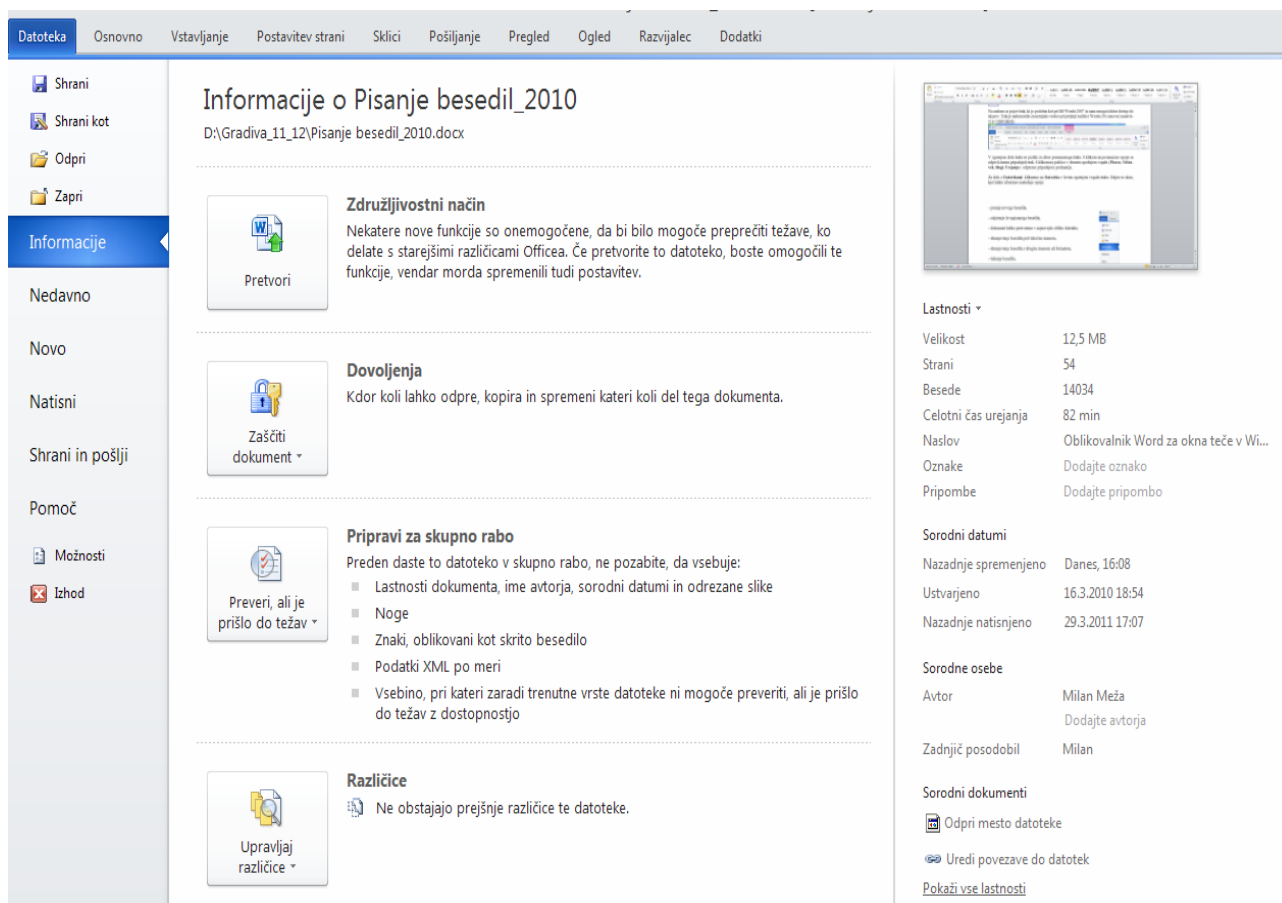 Datoteka Osnovno Vstavljanje Postavitev strani Sklici Pošiljanje Pregled Ogled Razvijalec Dodatki
Shrani
Shrani kot
Odpri
Zapri
Informacije
Nedavno
Novo
Natisni
Shrani in pošlji
Pomoč
Možnosti
Izhod
Informacije o Pisanje besedil_2010
D:\Gradiva_11_12\Pisanje besedil_2010.docx
Pretvori
Združljivostni način
Nekatere nove funkcije so onemogočene, da bi bilo mogoče preprečiti težave, ko
delate s starejšimi različicami Officea. Če pretvorite to datoteko, boste omogočili te
funkcije, vendar morda spremenili tudi postavitev.
Zaščiti
dokument
Dovoljenja
Kdor koli lahko odpre, kopira in spremeni kateri koli del tega dokumenta.
Preveri, ali je
prišlo do težav
Pripravi za skupno rabo
Preden daste to datoteko v skupno rabo, ne pozabite, da vsebuje:
Lastnosti dokumenta, ime avtorja, sorodni datumi in odrezane slike
Noge
Znaki, oblikovani kot skrito besedilo
Podatki XML po meri
Vsebino, pri kateri zaradi trenutne vrste datoteke ni mogoče preveriti, ali je prišlo
do težav z dostopnostjo
Upravljaj
različice
Različice
Ne obstajajo prejšnje različice te datoteke.
Lastnosti
Velikost 12,5 MB
Strani 54
Besede 14034
Celotni čas urejanja 82 min
Naslov Oblikovalnik Word za okna teče v Wi...
Oznake Dodajte oznako
Pripombe Dodajte pripombo
Sorodni datumi
Nazadnje spremenjeno Danes, 16:08
Ustvarjeno 16.3.2010 18:54
Nazadnje natisnjeno 29.3.2011 17:07
Sorodne osebe
Avtor Milan Meža
Dodajte avtorja
Zadnjič posodobil Milan
Sorodni dokumenti
Odpri mesto datoteke
Uredi povezave do datotek
Pokaži vse lastnosti